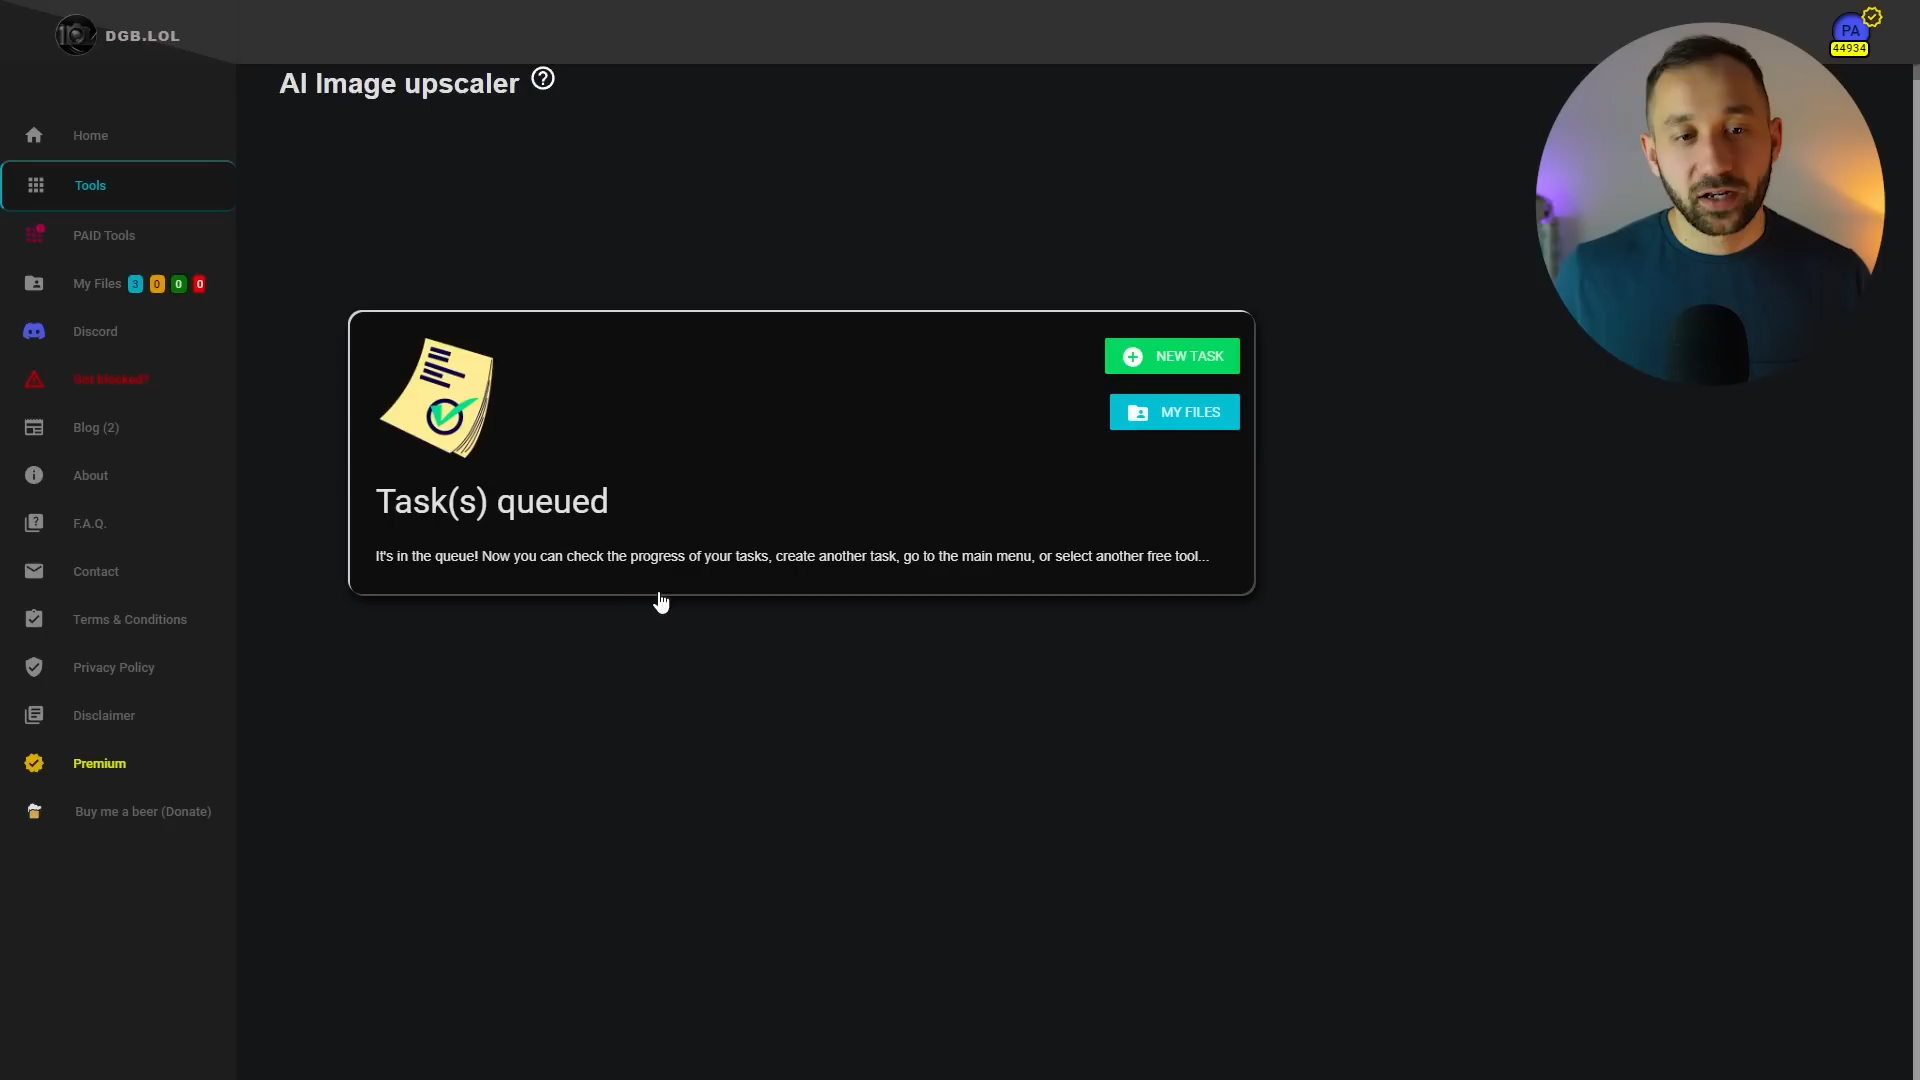 DGB.LOL
PA
44934
AI Image upscaler
Home
Tools
PAID Tools
My Files 3 0 0 0
Discord
Got blocked?
Blog (2)
About
F.A.Q.
Contact
Terms & Conditions
Privacy Policy
Disclaimer
Premium
Buy me a beer (Donate)
NEW TASK
MY FILES
Task(s) queued
It's in the queue! Now you can check the progress of your tasks, create another task, go to the main menu, or select another free tool...